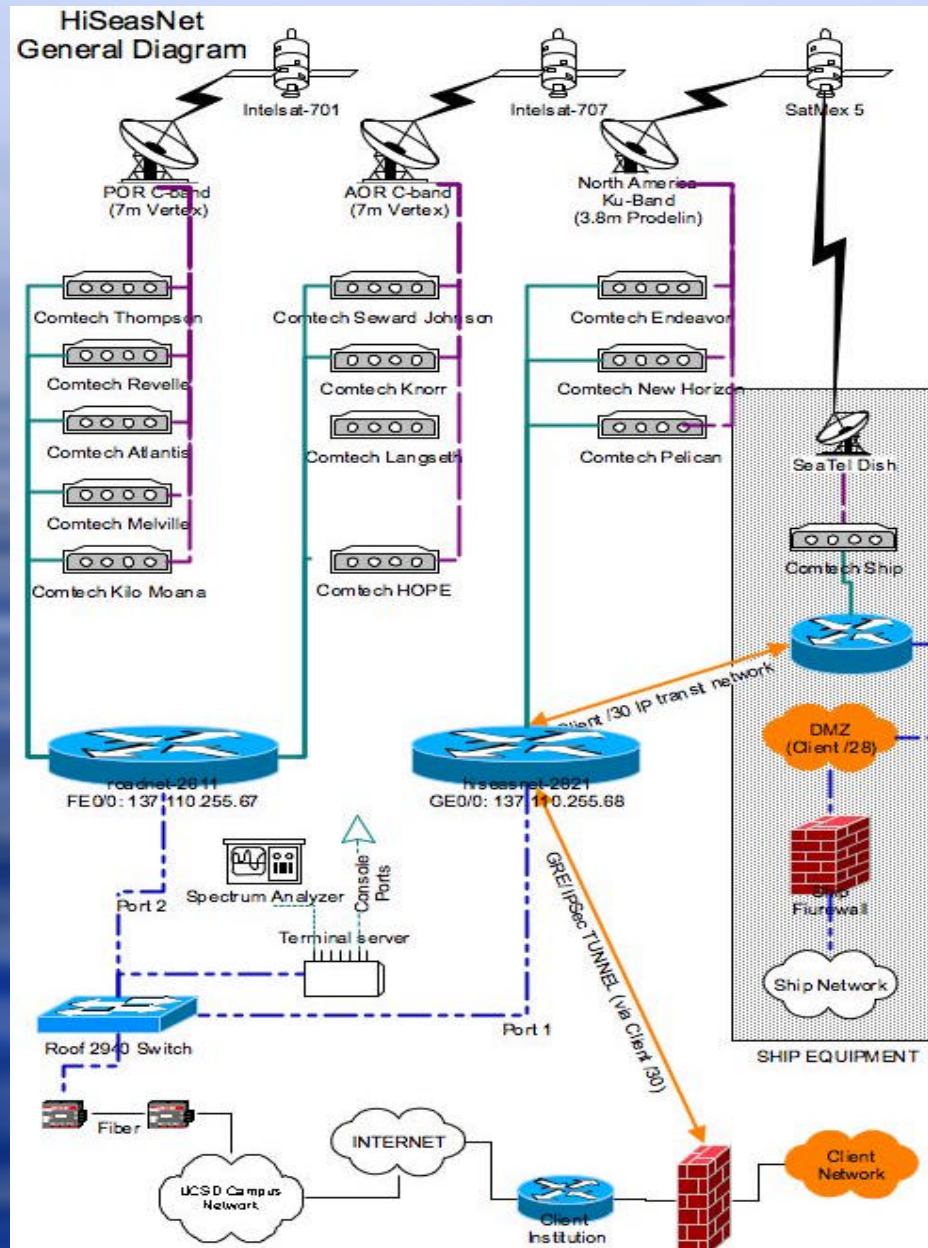 HiSeasNet
General Diagram
Intelsat-701
Intelsat-707
SatMex 5
POR C-band
(7m Vertex)
AOR C-band
(7m Vertex)
North America
Ku-Band
(3.8m Prodelin)
Comtech Thompson
Comtech Seward Johnson
Comtech Endeavor
Comtech Revelle
Comtech Knorr
Comtech New Horizon
Comtech Atlantis
Comtech Langseth
Comtech Pelican
SeaTel Dish
Comtech Melville
Comtech Ship
Comtech Kilo Moana
Comtech HOPE
Client /30 IP transit network
DMZ
(Client /28)
roadnet-2611
FE0/0: 137.110.255.67
hiseasnet-2821
GE0/0: 137.110.255.68
Console
Ports
GRE/IPSec TUNNEL (via Client /30)
Spectrum Analyzer
Port 2
Ship
Fiurewall
Terminal server
Ship Network
Port 1
Roof 2940 Switch
SHIP EQUIPMENT
Fiber
INTERNET
Client
Network
UCSD Campus
Network
Client
Institution